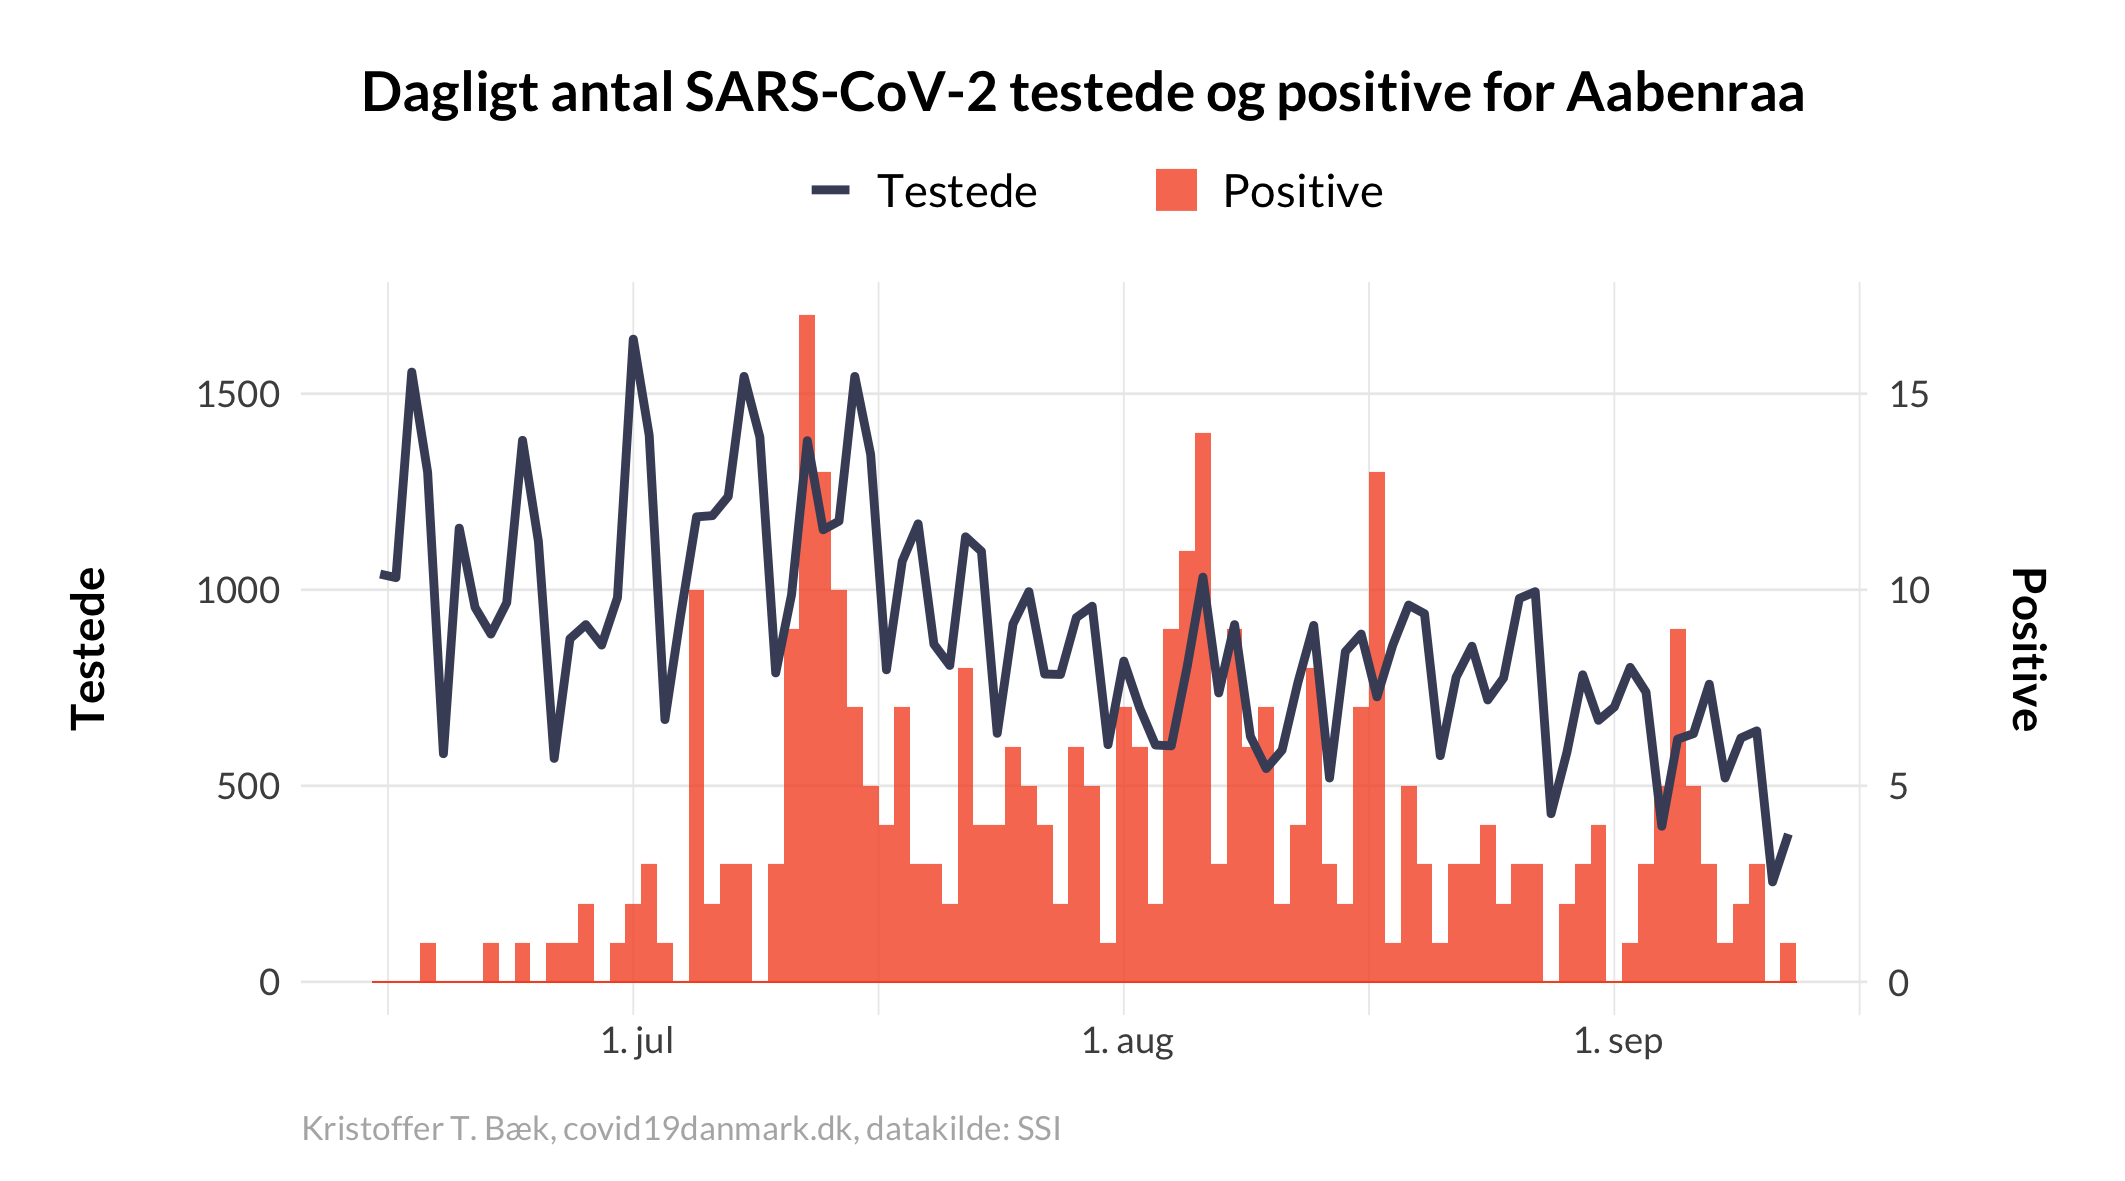 Dagligt antal SARS-CoV-2 testede og positive for Aabenraa
Testede
Positive
Testede
1500
1000
500
0
15
10
5
0
Positive
1. jul
1. aug
1. sep
Kristoffer T. Bæk, covid19danmark.dk, datakilde: SSI